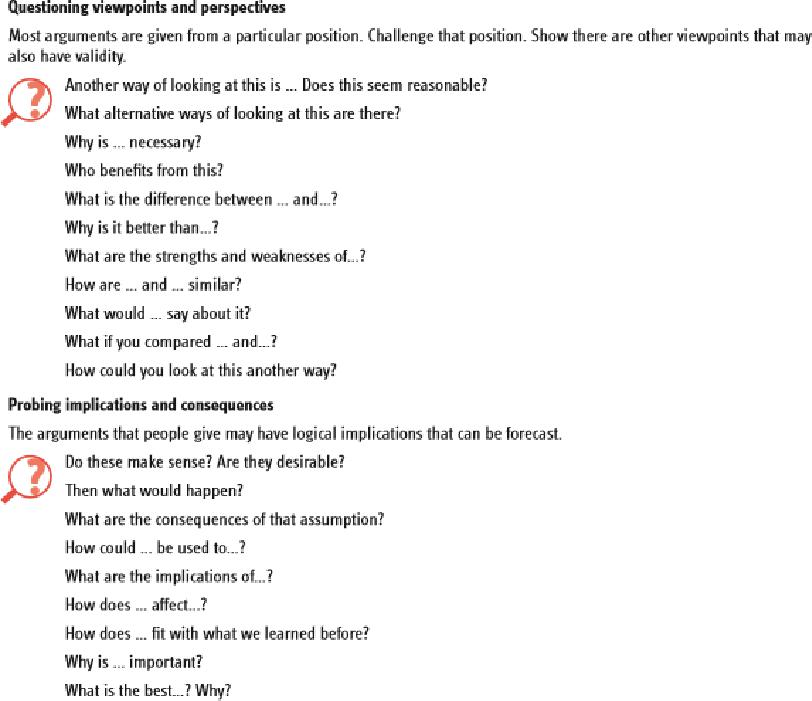 Questioning viewpoints and perspectives
Most arguments are given from a particular position. Challenge that position. Show there are other viewpoints that may
also have validity.
Another way of looking at this is ... Does this seem reasonable?
What alternative ways of looking at this are there?
Why is ... necessary?
Who benefits from this?
What is the difference between ... and...?
Why is it better than...?
What are the strengths and weaknesses of...?
How are ... and ... similar?
What would ... say about it?
What if you compared ... and...?
How could you look at this another way?
Probing implications and consequences
The arguments that people give may have logical implications that can be forecast.
Do these make sense? Are they desirable?
Then what would happen?
What are the consequences of that assumption?
How could ... be used to...?
What are the implications of...?
How does ... affect...?
How does ... fit with what we learned before?
Why is ... important?
What is the best...? Why?